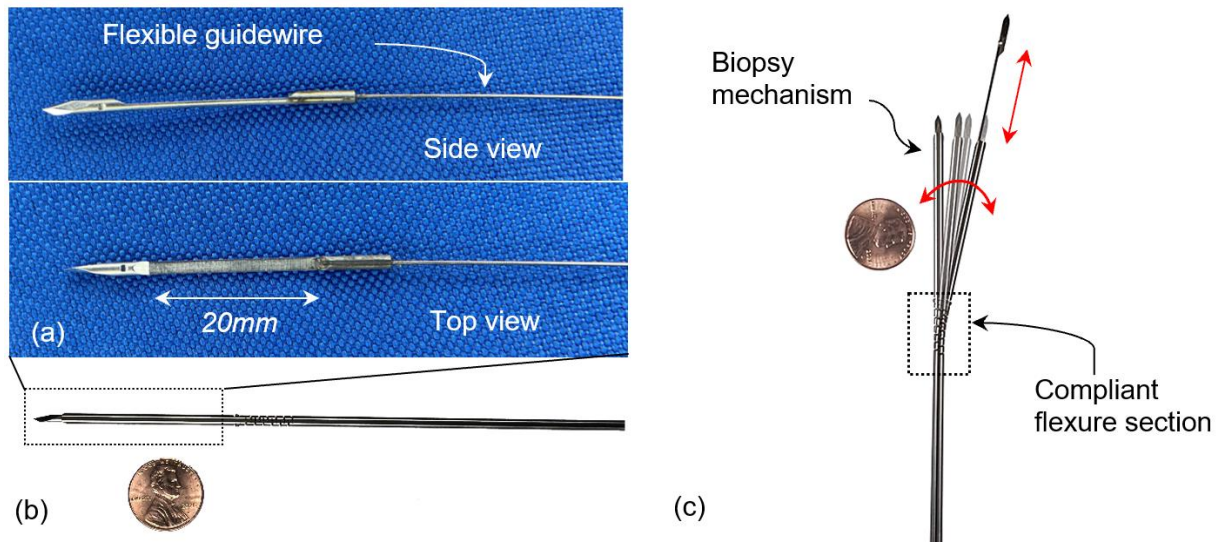 Flexible guidewire
Side view
20mm
Top view
(a)
(b)
Biopsy
mechanism
Compliant
flexure section
(c)